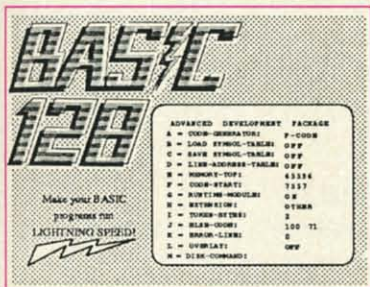 BASIC
128
ADVANCED DEVELOPMENT PACKAGE
A = CODE-GENERATOR: P-CODE
B = LOAD SYMBOL-TABLE: OFF
C = SAVE SYMBOL-TABLE: OFF
D = LINE-ADDRESS-TABLE: OFF
E = MEMORY-TOP:
F = CODE-START: 7157
G = RUNTIME-MODULE: ON
H = EXTENSION: OTHER
I = TOKEN-BYTES: 2
J = ELSE-CODE: 100 71
K = ERROR-LINE: 0
L = OVERLAY: OFF
M = DISK-COMMAND:
Make your BASIC
programs run
LIGHTNING SPEED!